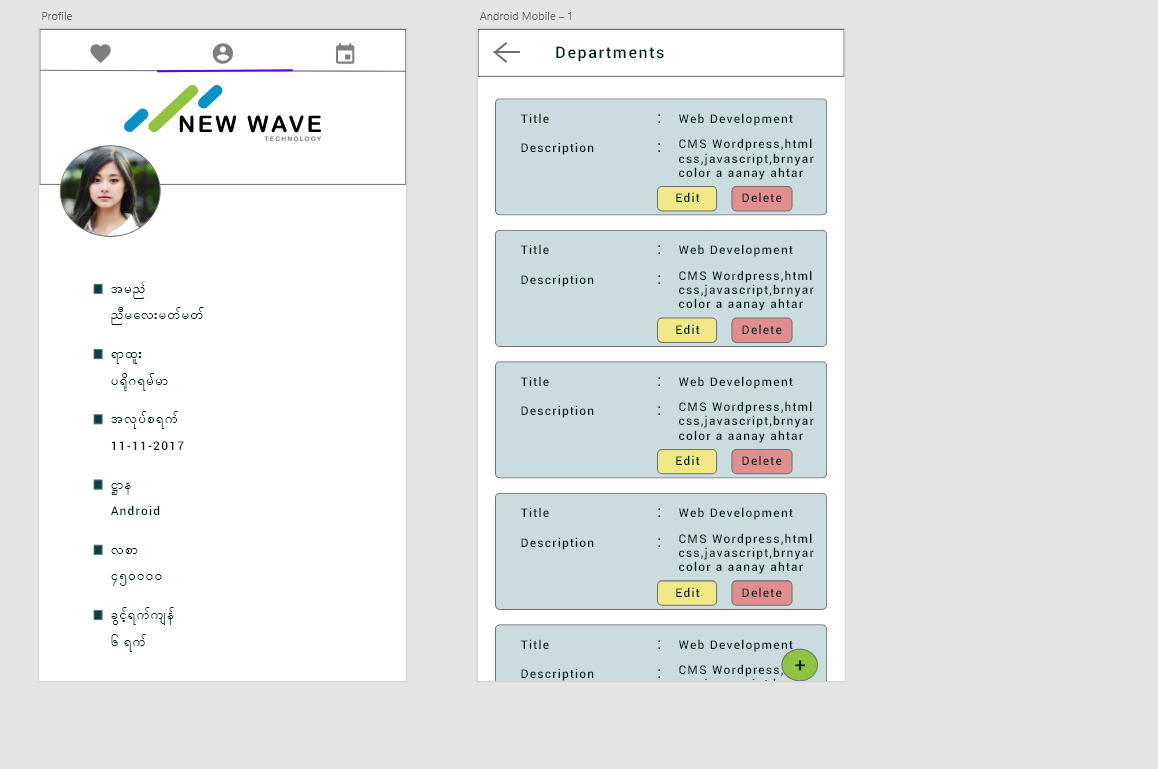 Profile
NEW WAVE
TECHNOLOGY
အမည်
ညီမလေးမတ်မတ်
ရာထူး
ပရိုဂရမ်မာ
အလုပ်စရက်
11-11-2017
ဋ္ဌာန
Android
လစာ
၄၅၀၀၀၀
ခွင့်ရက်ကျန်
၆ ရက်
Android Mobile – 1
Departments
Title : Web Development
Description : CMS Wordpress,html
css,javascript,brnyar
color a aanay ahtar
Edit Delete
Title : Web Development
Description : CMS Wordpress,html
css,javascript,brnyar
color a aanay ahtar
Edit Delete
Title : Web Development
Description : CMS Wordpress,html
css,javascript,brnyar
color a aanay ahtar
Edit Delete
Title : Web Development
Description : CMS Wordpress,html
css,javascript,brnyar
color a aanay ahtar
Edit Delete
Title : Web Development
Description : CMS Wordpress,
+